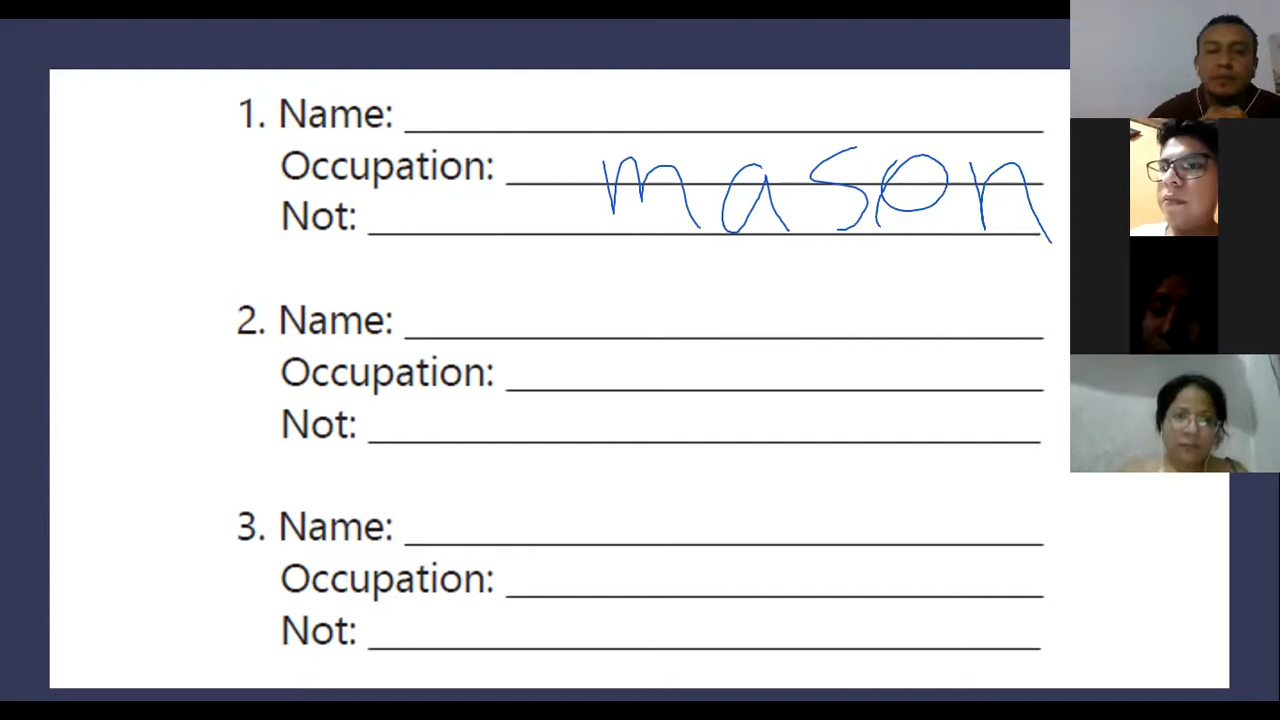 1. Name:
Occupation: mason
Not:
2. Name:
Occupation:
Not:
3. Name:
Occupation:
Not: